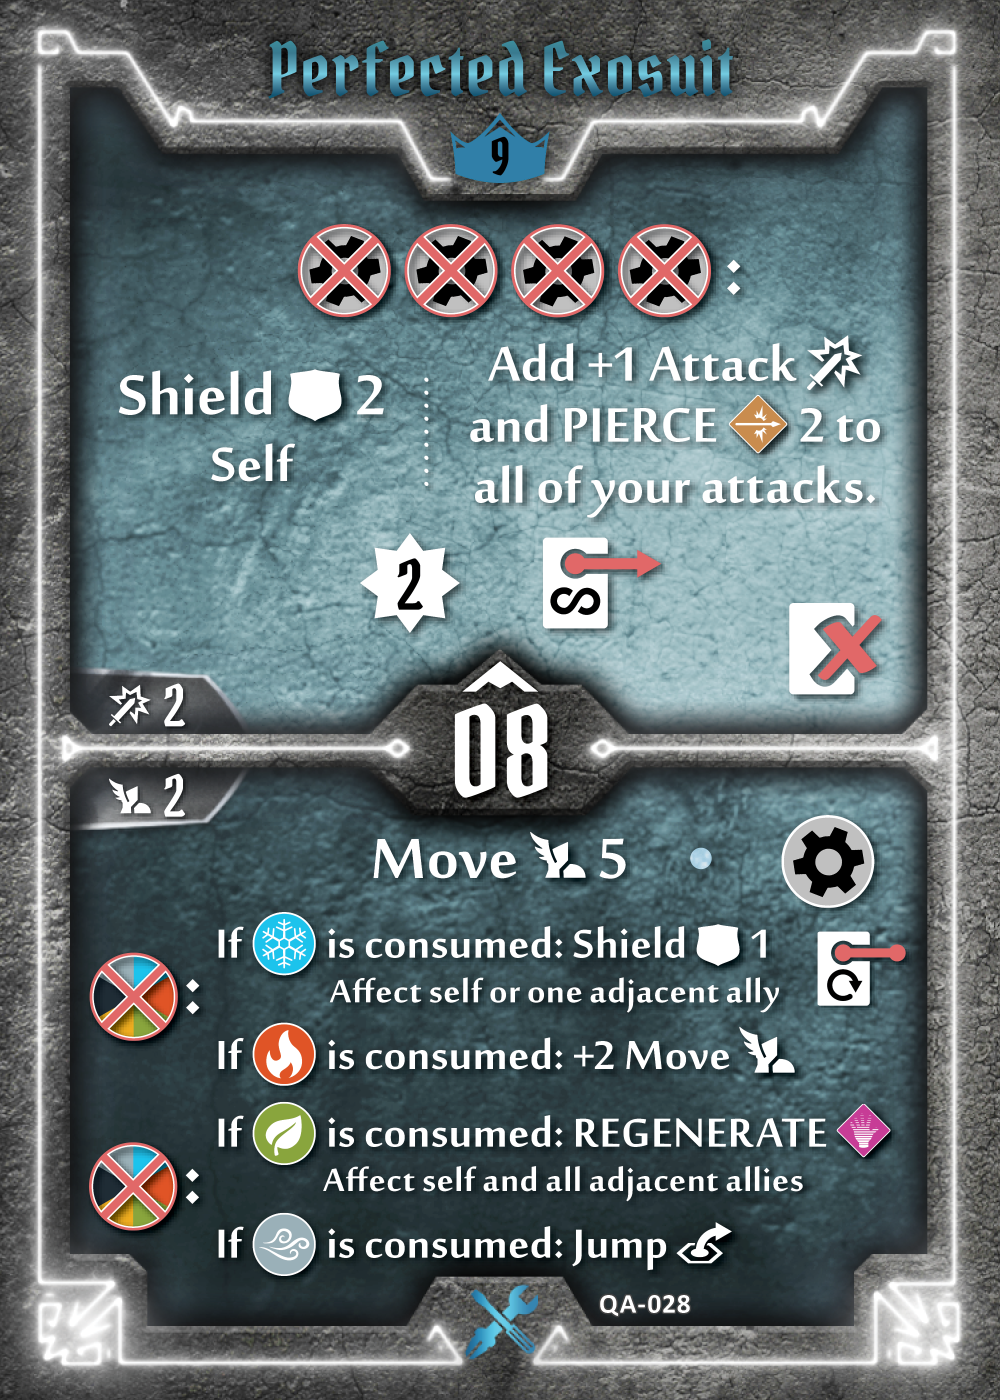 Perfected Exosuit
9
:
Shield 2
Self
Add +1 Attack
and PIERCE 2 to
all of your attacks.
2
2
08
2
Move 5
If is consumed: Shield 1
Affect self or one adjacent ally
:
If is consumed: +2 Move
If is consumed: REGENERATE
Affect self and all adjacent allies
:
If is consumed: Jump
QA-028